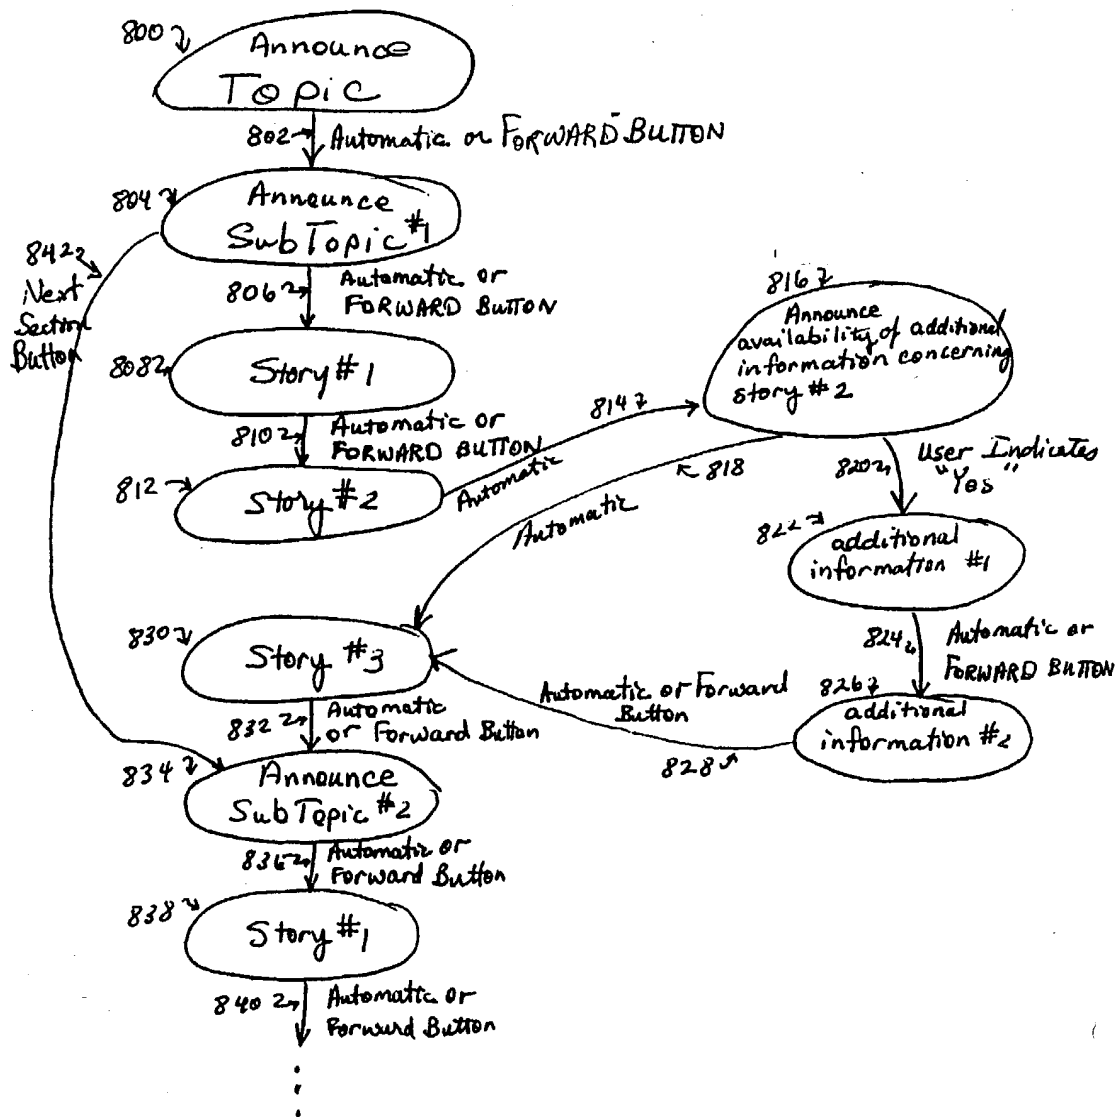 800
Announce
Topic
802
Automatic or FORWARD BUTTON
804
Announce
SubTopic #1
842
Next
Section
Button
806
Automatic or
FORWARD BUTTON
808
Story #1
810
Automatic or
FORWARD BUTTON
812
Story #2
Automatic
814
816
Announce
availability of additional
information concerning
story #2
818
Automatic
820
User Indicates
"Yes"
822
additional
information #1
824
Automatic or
FORWARD BUTTON
826
additional
information #2
828
Automatic or Forward
Button
830
Story #3
832
Automatic
or Forward Button
834
Announce
SubTopic #2
836
Automatic or
Forward Button
838
Story #1
840
Automatic or
Forward Button